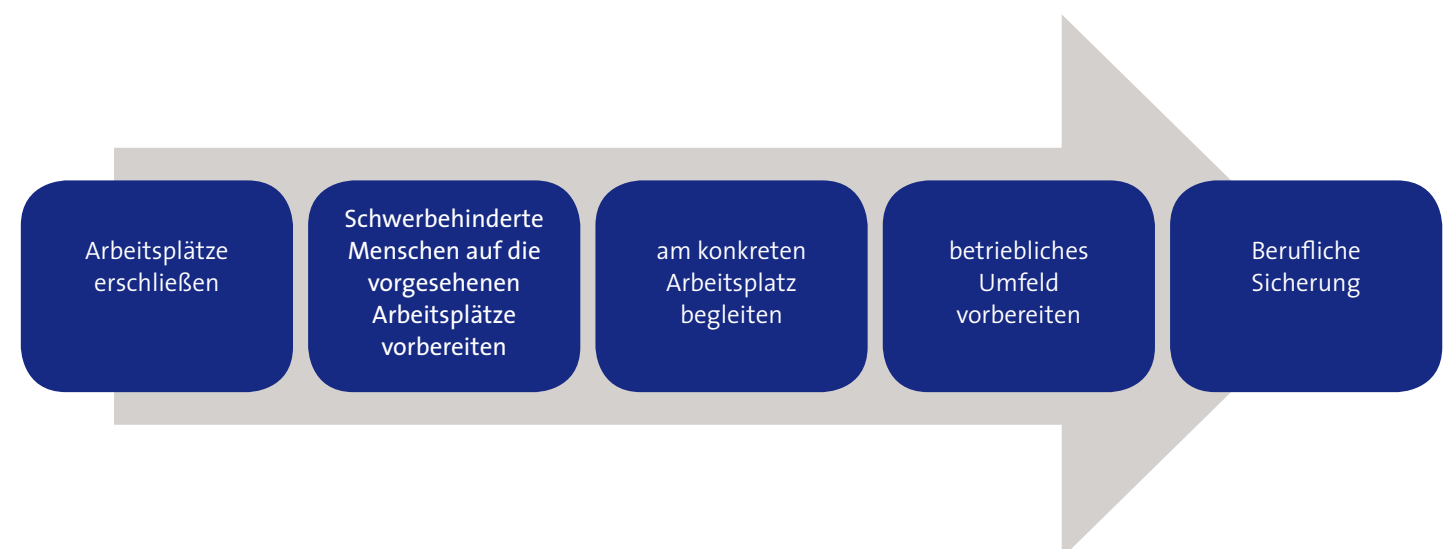 Arbeitsplätze
erschließen
Schwerbehinderte
Menschen auf die
vorgesehenen
Arbeitsplätze
vorbereiten
am konkreten
Arbeitsplatz
begleiten
betriebliches
Umfeld
vorbereiten
Berufliche
Sicherung